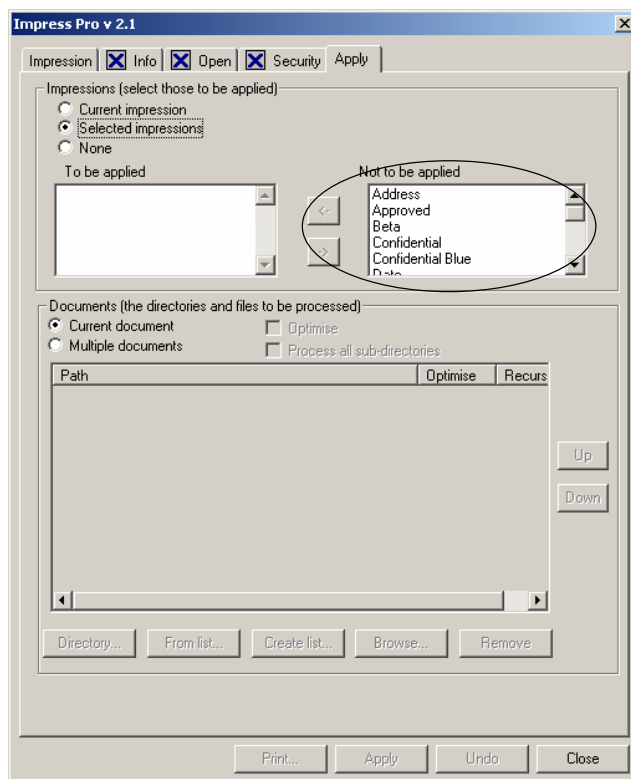 Impress Pro v 2.1
Impression Info Open Security Apply
Impressions (select those to be applied)
Current impression
Selected impressions
None
To be applied Not to be applied
Address
Approved
Beta
Confidential
Confidential Blue
Date
<-
->
Documents (the directories and files to be processed)
Current document Optimise
Multiple documents Process all sub-directories
Path Optimise Recurs
Up
Down
Directory... From list... Create list... Browse... Remove
Print... Apply Undo Close